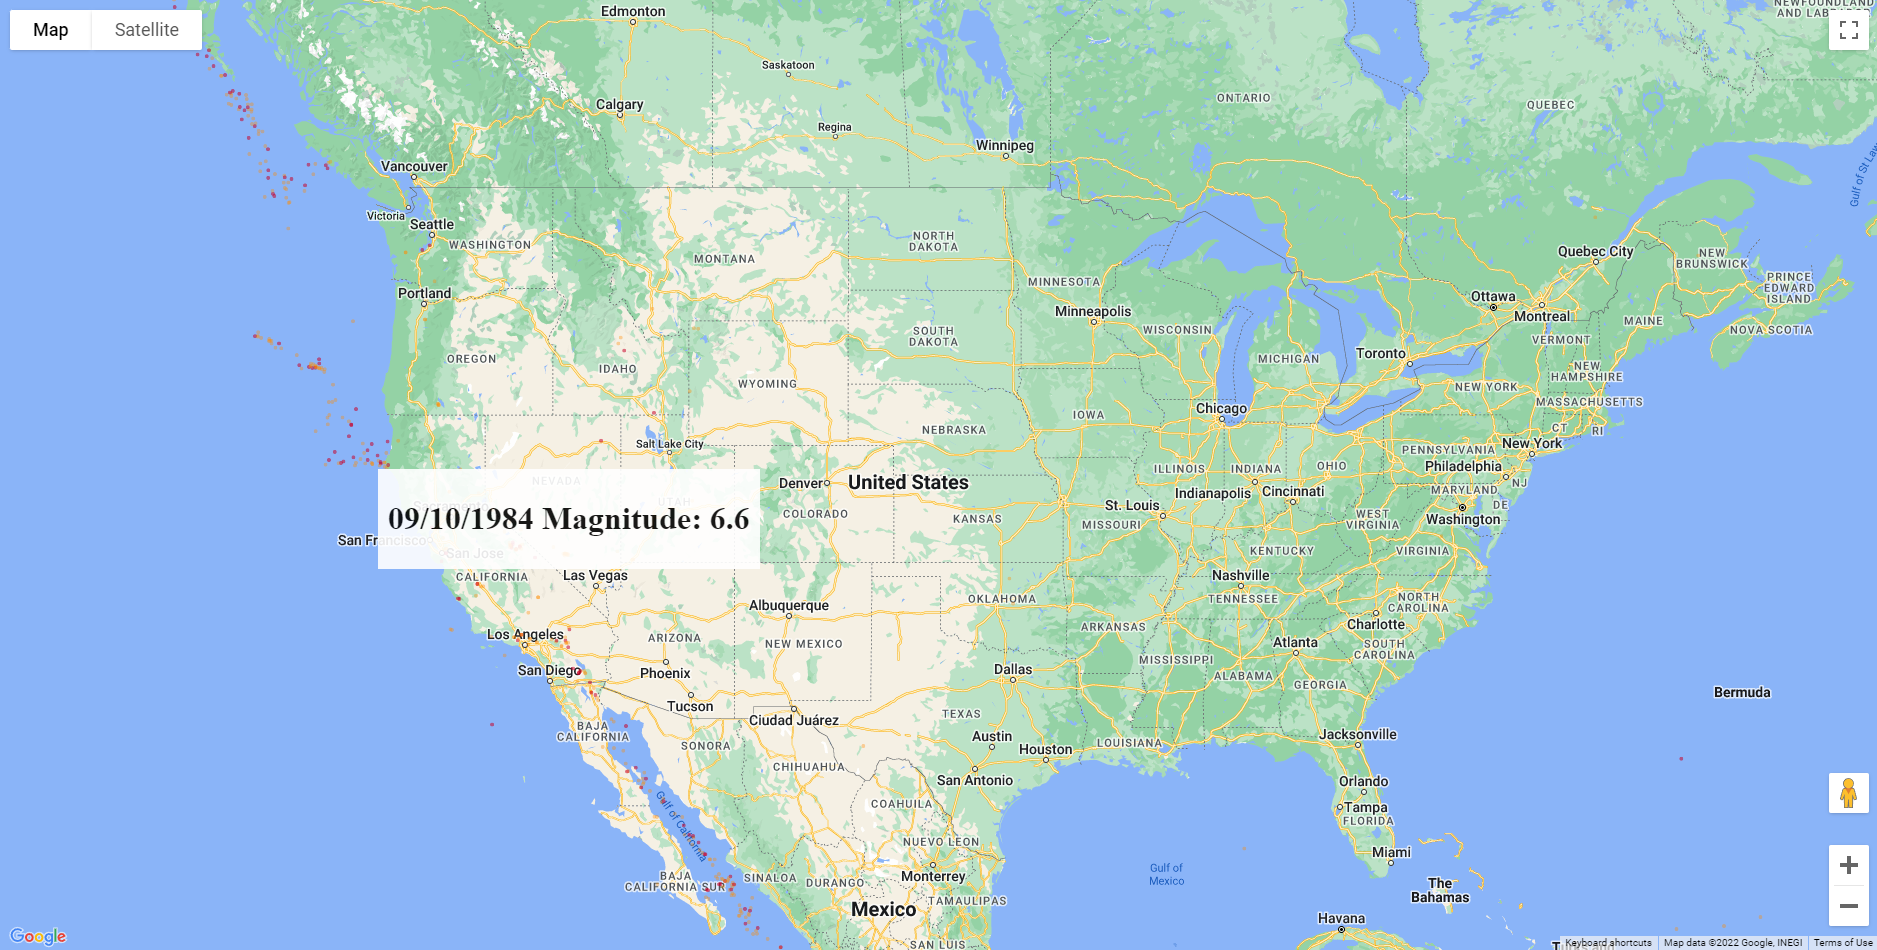 Map
Satellite
Edmonton
NEWFOUNDLAND
AND LABRADOR
Saskatoon
Calgary
ONTARIO
QUEBEC
Regina
Winnipeg
Vancouver
Gulf of St Law
Victoria
Seattle
WASHINGTON
NORTH
DAKOTA
MONTANA
Quebec City
NEW
BRUNSWICK
PRINCE
EDWARD
ISLAND
MINNESOTA
Portland
Ottawa
Minneapolis
Montreal
MAINE
NOVA SCOTIA
WISCONSIN
SOUTH
DAKOTA
VERMONT
OREGON
IDAHO
MICHIGAN
Toronto
NEW
HAMPSHIRE
WYOMING
NEW YORK
MASSACHUSETTS
IOWA
Chicago
CT
RI
NEBRASKA
Salt Lake City
New York
PENNSYLVANIA
Philadelphia
ILLINOIS
INDIANA
OHIO
NEVADA
Denver
United States
NJ
Indianapolis
Cincinnati
MARYLAND
UTAH
St. Louis
DE
Sacramento
COLORADO
KANSAS
MISSOURI
WEST
VIRGINIA
Washington
09/10/1984 Magnitude: 6.6
San Francisco
San Jose
KENTUCKY
VIRGINIA
CALIFORNIA
Las Vegas
Nashville
TENNESSEE
Albuquerque
OKLAHOMA
NORTH
CAROLINA
ARKANSAS
Charlotte
Los Angeles
ARIZONA
NEW MEXICO
Atlanta
SOUTH
CAROLINA
MISSISSIPPI
San Diego
Phoenix
Dallas
ALABAMA
GEORGIA
Bermuda
Tucson
Ciudad Juárez
TEXAS
BAJA
CALIFORNIA
SONORA
Austin
Houston
LOUISIANA
Jacksonville
CHIHUAHUA
San Antonio
Orlando
Gulf of California
COAHUILA
Tampa
FLORIDA
NUEVO LEON
Miami
BAJA
CALIFORNIA SUR
SINALOA
DURANGO
Monterrey
Gulf of
Mexico
The
Bahamas
TAMAULIPAS
Mexico
Havana
SAN LUIS
Google
Keyboard shortcuts
Map data ©2022 Google, INEGI
Terms of Use